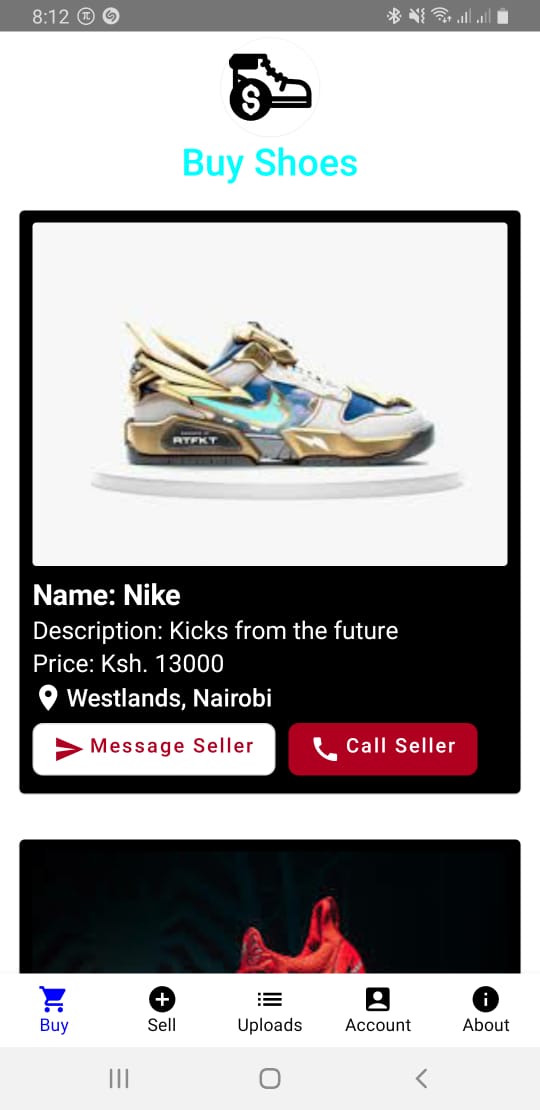 8:12
Buy Shoes
RTFKT
Name: Nike
Description: Kicks from the future
Price: Ksh. 13000
Westlands, Nairobi
Message Seller
Call Seller
Buy
Sell
Uploads
Account
About